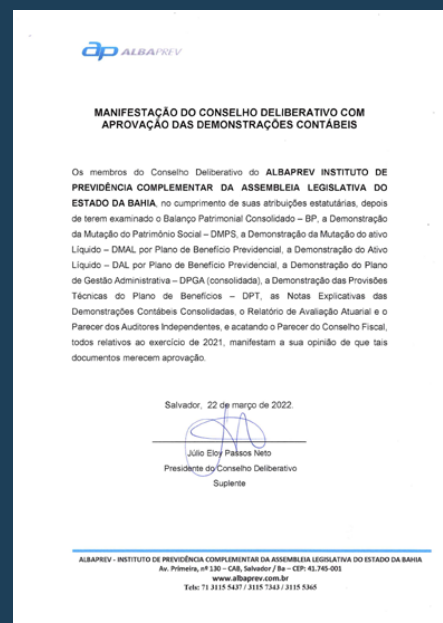 ap ALBAPREV
MANIFESTAÇÃO DO CONSELHO DELIBERATIVO COM
APROVAÇÃO DAS DEMONSTRAÇÕES CONTÁBEIS
Os membros do Conselho Deliberativo do ALBAPREV INSTITUTO DE
PREVIDÊNCIA COMPLEMENTAR DA ASSEMBLEIA LEGISLATIVA DO
ESTADO DA BAHIA, no cumprimento de suas atribuições estatutárias, depois
de terem examinado o Balanço Patrimonial Consolidado – BP, a Demonstração
da Mutação do Patrimônio Social – DMPS, a Demonstração da Mutação do ativo
Líquido – DMAL por Plano de Benefício Previdencial, a Demonstração do Ativo
Líquido – DAL por Plano de Benefício Previdencial, a Demonstração do Plano
de Gestão Administrativa – DPGA (consolidada), a Demonstração das Provisões
Técnicas do Plano de Benefícios – DPT, as Notas Explicativas das
Demonstrações Contábeis Consolidadas, o Relatório de Avaliação Atuarial e o
Parecer dos Auditores Independentes, e acatando o Parecer do Conselho Fiscal,
todos relativos ao exercício de 2021, manifestam a sua opinião de que tais
documentos merecem aprovação.
Salvador, 22 de março de 2022.
Júlio Eloy Passos Neto
Presidente do Conselho Deliberativo
Suplente
ALBAPREV - INSTITUTO DE PREVIDÊNCIA COMPLEMENTAR DA ASSEMBLEIA LEGISLATIVA DO ESTADO DA BAHIA
Av. Primeira, nº 130 – CAB, Salvador / Ba – CEP: 41.745-001
www.albaprev.com.br
Tels: 71 3115 5437 / 3115 7343 / 3115 5365